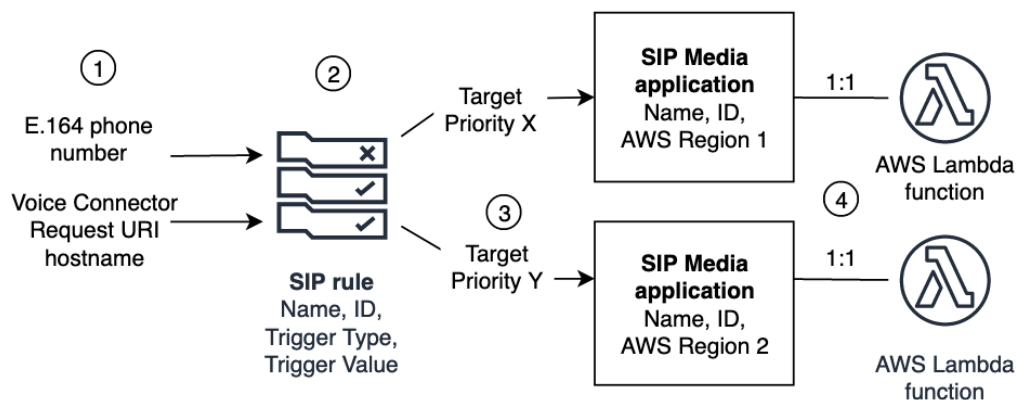 1
E.164 phone
number
Voice Connector
Request URI
hostname
2
SIP rule
Name, ID,
Trigger Type,
Trigger Value
Target
Priority X
3
Target
Priority Y
SIP Media
application
Name, ID,
AWS Region 1
1:1
AWS Lambda
function
4
SIP Media
application
Name, ID,
AWS Region 2
1:1
AWS Lambda
function